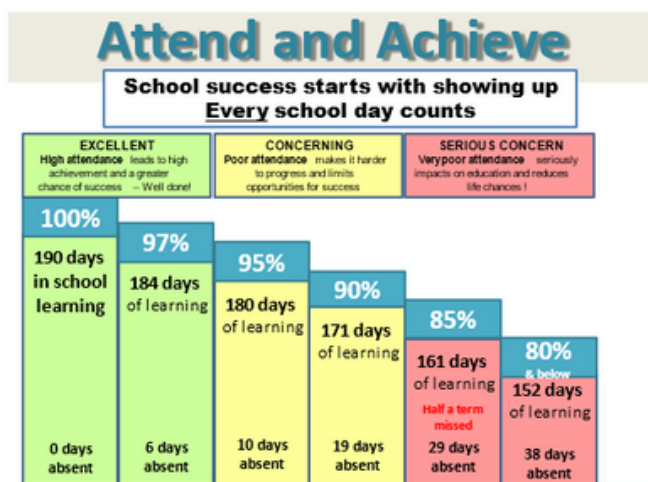 Attend and Achieve
School success starts with showing up
Every school day counts
EXCELLENT
High attendance leads to high
achievement and a greater
chance of success – Well done!
CONCERNING
Poor attendance makes it harder
to progress and limits
opportunities for success
SERIOUS CONCERN
Verypoor attendance seriously
impacts on education and reduces
life chances !
100%
190 days
in school
learning
0 days
absent
97%
184 days
of learning
6 days
absent
95%
180 days
of learning
10 days
absent
90%
171 days
of learning
19 days
absent
85%
161 days
of learning
Half a term
missed
29 days
absent
80%
& below
152 days
of learning
38 days
absent